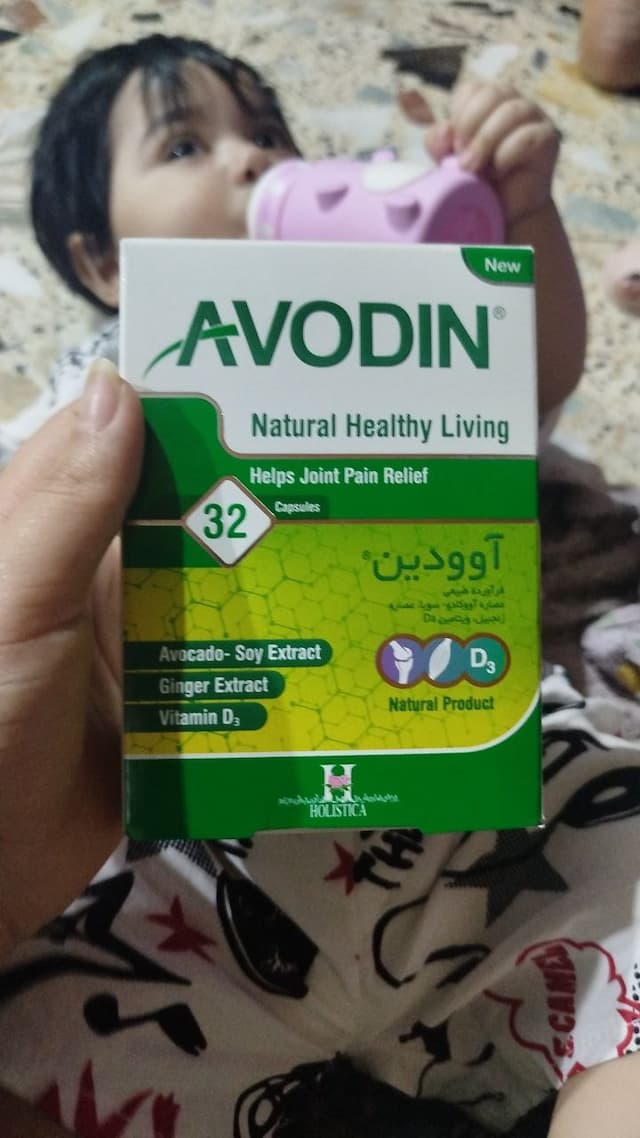 New
AVODIN®
Natural Healthy Living
Helps Joint Pain Relief
32
Capsules
آوودین®
فرآورده طبیعی
عصاره آووکادو- سویا، عصاره
زنجبیل، ویتامین D3
Avocado- Soy Extract
Ginger Extract
Vitamin D₃
D₃
Natural Product
H
HOLISTICA